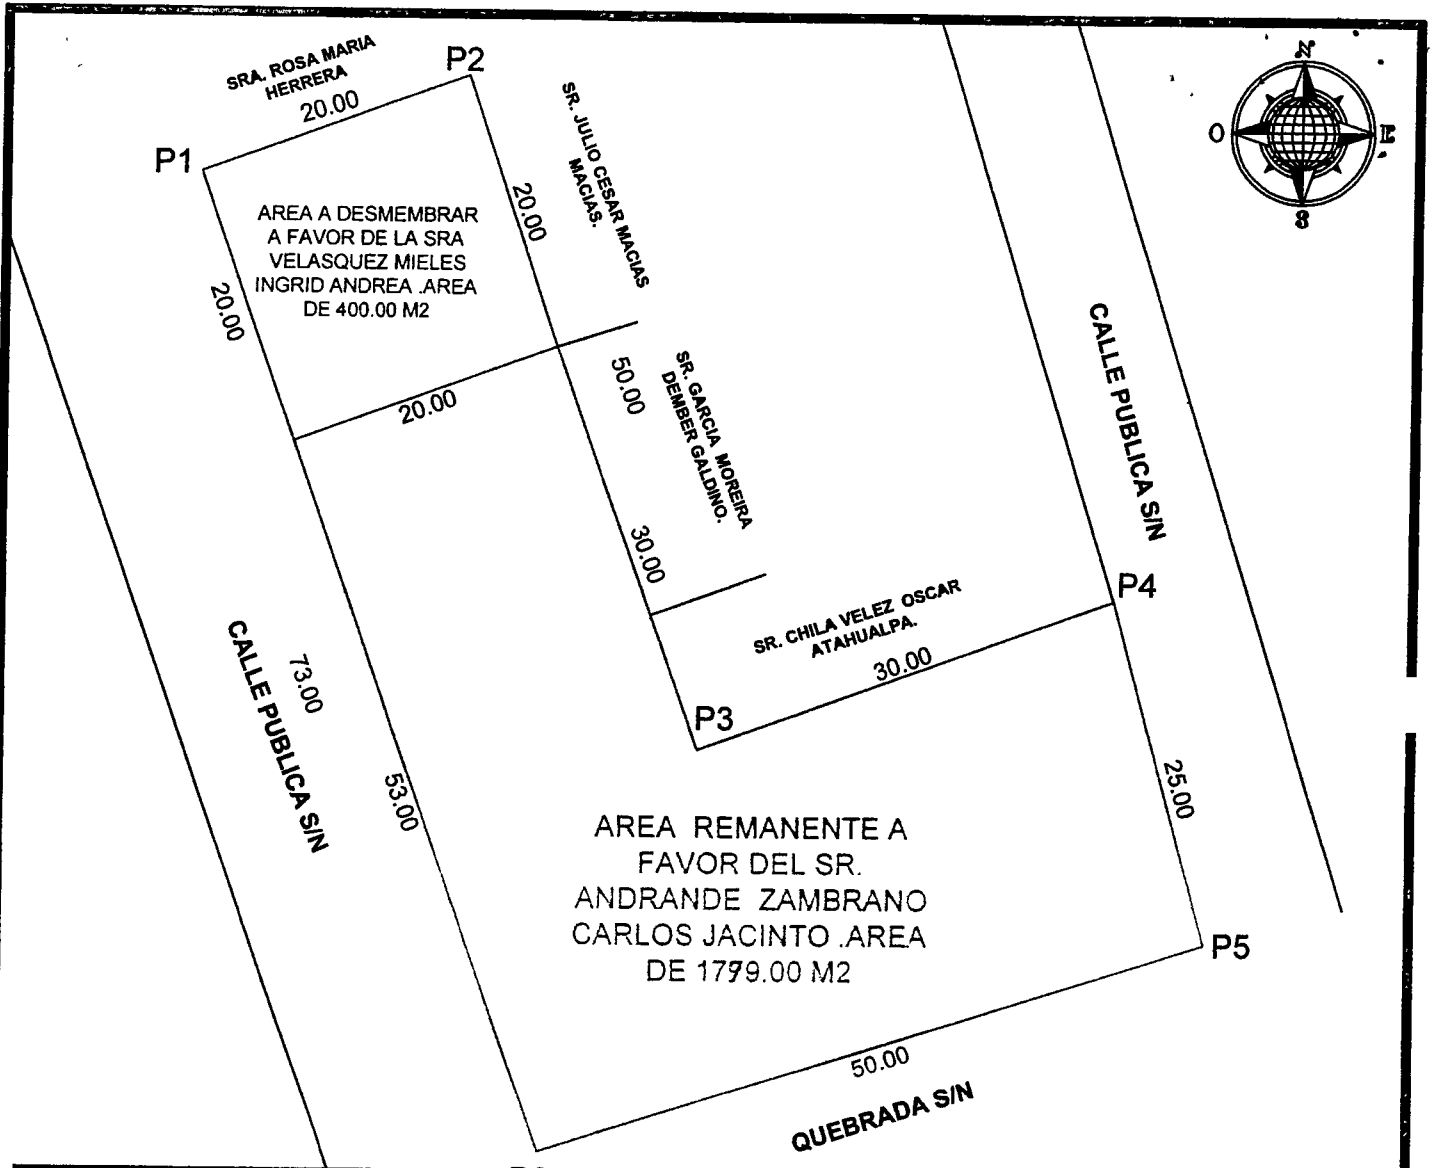 SRA. ROSA MARIA
HERRERA
20.00
P2
P1
SR. JULIO CESAR MACIAS
MACIAS.
20.00
N
O
E
S
AREA A DESMEMBRAR
A FAVOR DE LA SRA
VELASQUEZ MIELES
INGRID ANDREA .AREA
DE 400.00 M2
20.00
20.00
50.00
SR. GARCIA MOREIRA
DEMBER GALDINO.
30.00
CALLE PUBLICA S/N
P4
SR. CHILA VELEZ OSCAR
ATAHUALPA.
30.00
P3
CALLE PUBLICA S/N
73.00
53.00
25.00
AREA REMANENTE A
FAVOR DEL SR.
ANDRANDE ZAMBRANO
CARLOS JACINTO .AREA
DE 1799.00 M2
P5
50.00
QUEBRADA S/N